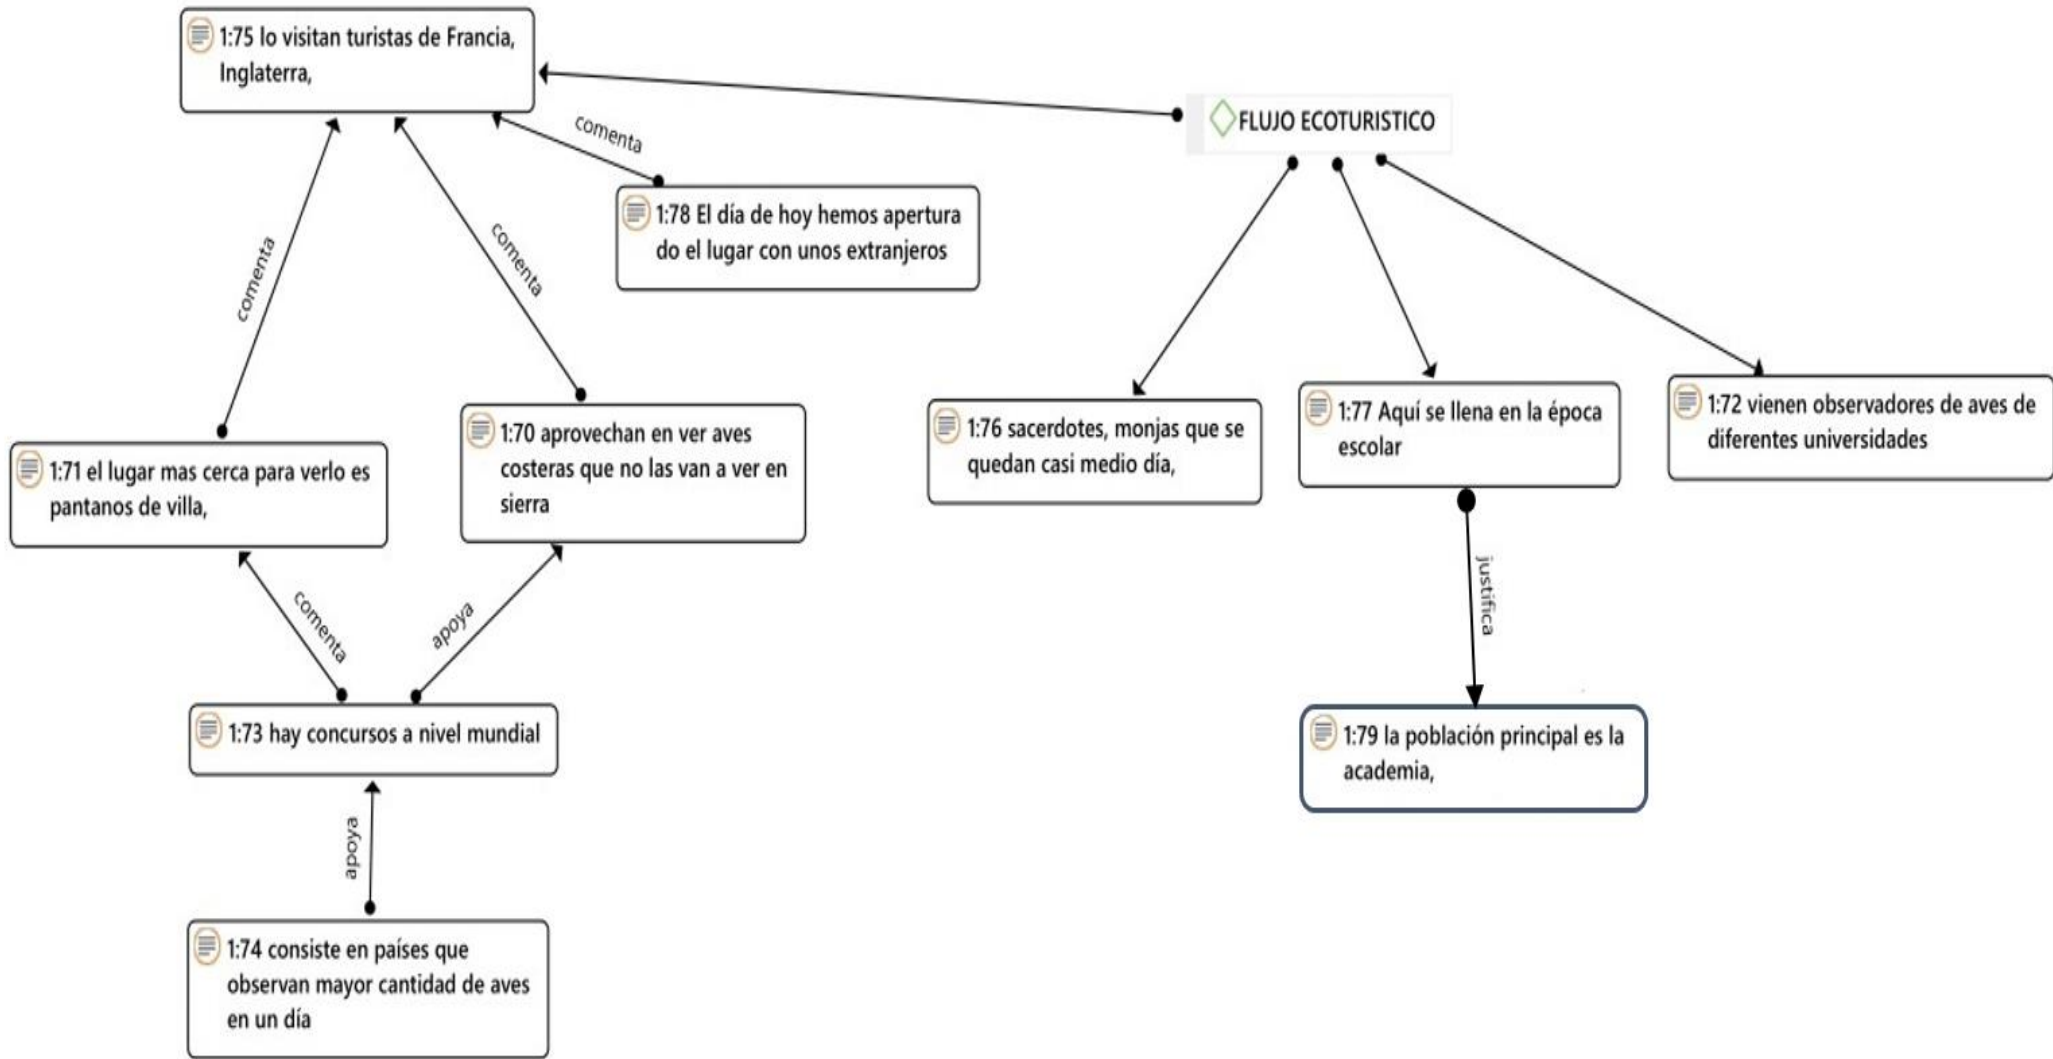 1:75 lo visitan turistas de Francia,
Inglaterra,
FLUJO ECOTURISTICO
comenta
1:78 El día de hoy hemos apertura
do el lugar con unos extranjeros
comenta
comenta
1:76 sacerdotes, monjas que se
quedan casi medio día,
1:77 Aquí se llena en la época
escolar
1:72 vienen observadores de aves de
diferentes universidades
1:71 el lugar mas cerca para verlo es
pantanos de villa,
1:70 aprovechan en ver aves
costeras que no las van a ver en
sierra
comenta
apoya
justifica
1:73 hay concursos a nivel mundial
1:79 la población principal es la
academia,
apoya
1:74 consiste en países que
observan mayor cantidad de aves
en un día